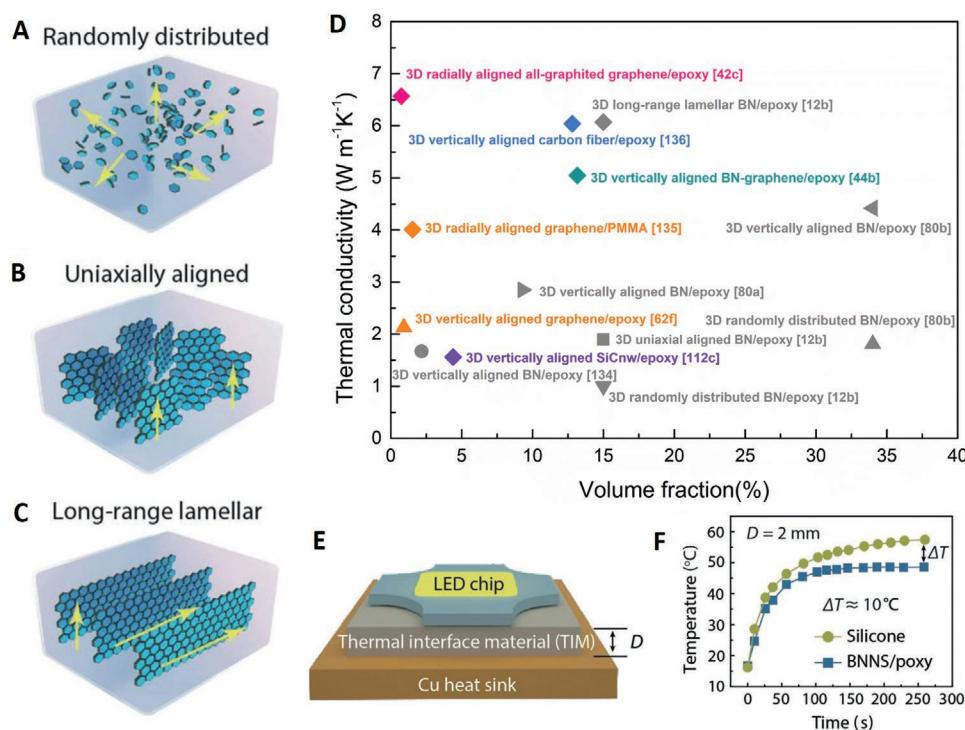 A
Randomly distributed
B
Uniaxially aligned
C
Long-range lamellar
D
Thermal conductivity (W m⁻¹K⁻¹)
8
7
6
5
4
3
2
1
0
3D radially aligned all-graphited graphene/epoxy [42c]
3D long-range lamellar BN/epoxy [12b]
3D vertically aligned carbon fiber/epoxy [136]
3D vertically aligned BN-graphene/epoxy [44b]
3D radially aligned graphene/PMMA [135]
3D vertically aligned BN/epoxy [80b]
3D vertically aligned BN/epoxy [80a]
3D vertically aligned graphene/epoxy [62f]
3D randomly distributed BN/epoxy [80b]
3D uniaxial aligned BN/epoxy [12b]
3D vertically aligned SiCnw/epoxy [112c]
3D vertically aligned BN/epoxy [134]
3D randomly distributed BN/epoxy [12b]
0 5 10 15 20 25 30 35 40
Volume fraction(%)
E
LED chip
Thermal interface material (TIM)
D
Cu heat sink
F
Temperature (°C)
60
50
40
30
20
10
D = 2 mm
ΔT
ΔT ≈ 10°C
Silicone
BNNS/poxy
0 50 100 150 200 250 300
Time (s)